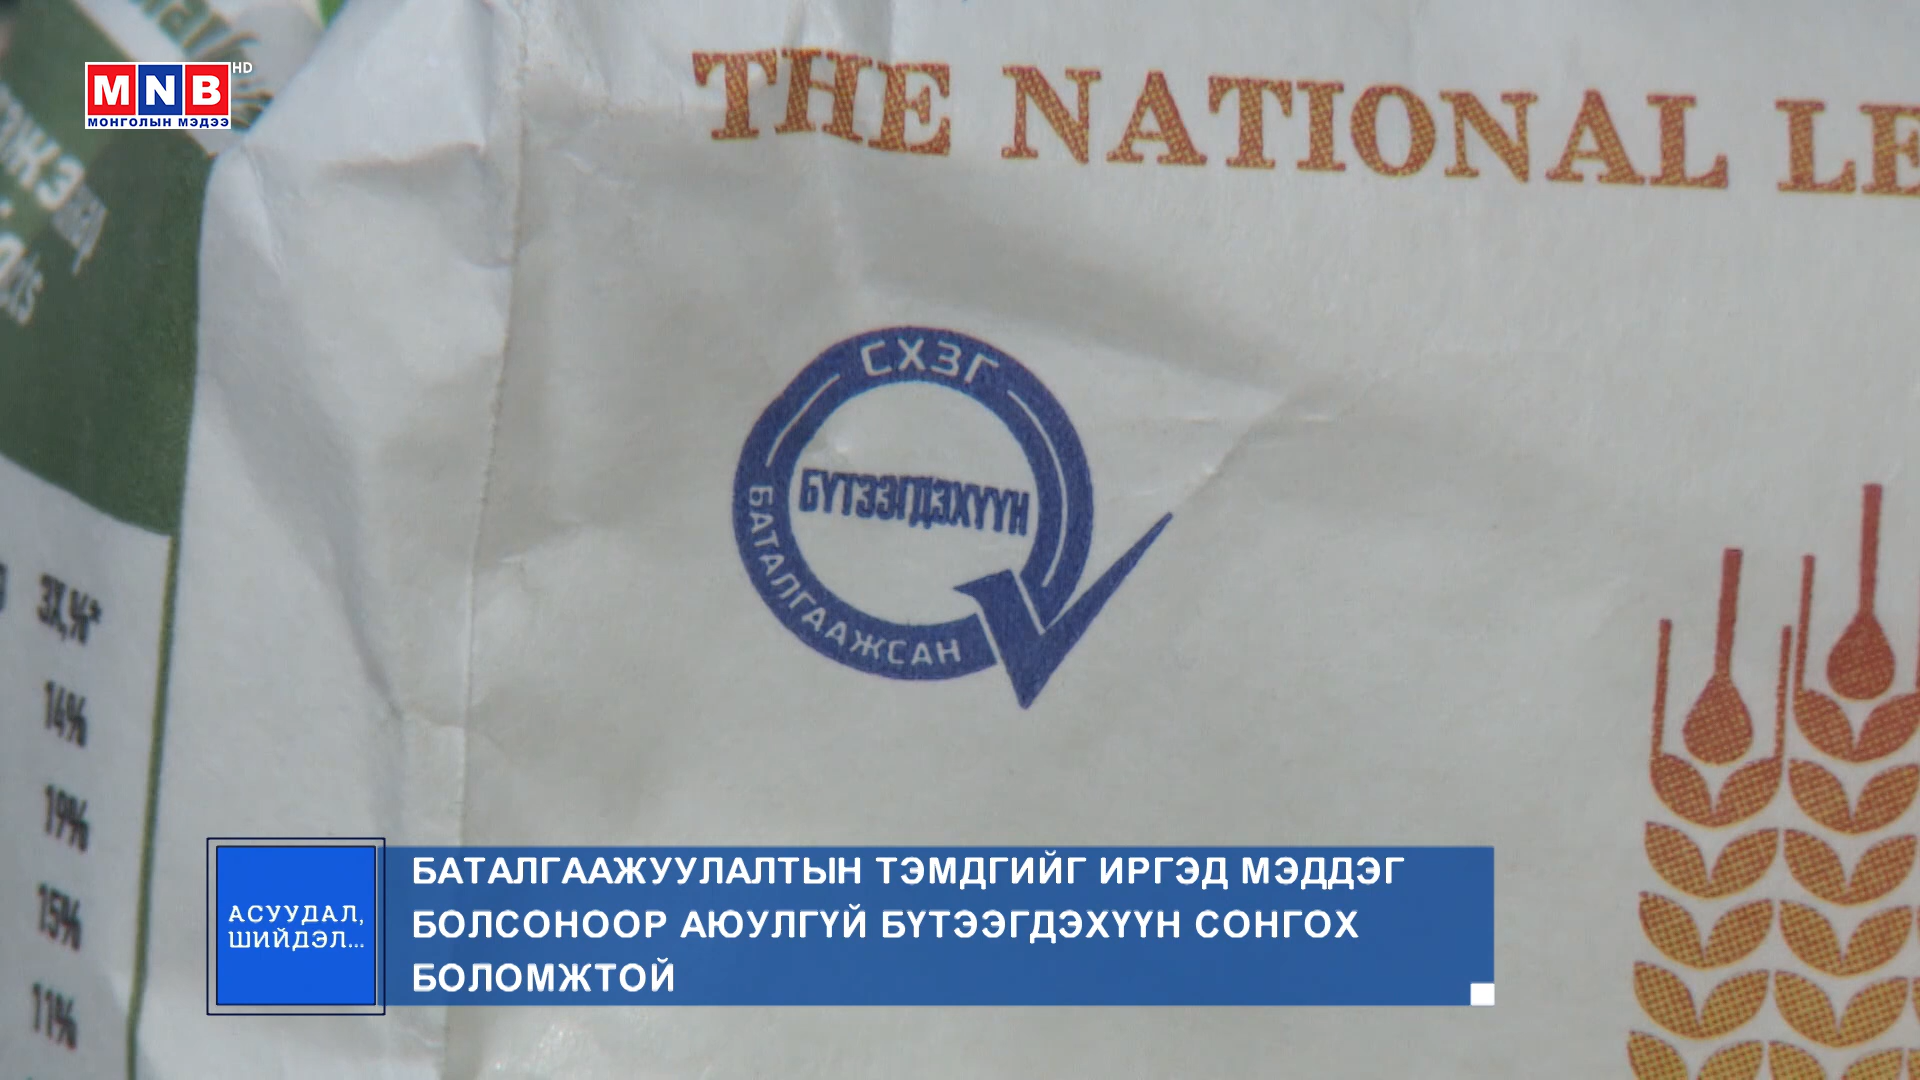 MNB
HD
МОНГОЛЫН МЭДЭЭ
THE NATIONAL
СХЗГ
БҮТЭЭГДЭХҮҮН
БАТАЛГААЖСАН
ЗХ,%*
14%
19%
15%
11%
АСУУДАЛ,
ШИЙДЭЛ...
БАТАЛГААЖУУЛАЛТЫН ТЭМДГИЙГ ИРГЭД МЭДДЭГ
БОЛСОНООР АЮУЛГҮЙ БҮТЭЭГДЭХҮҮН СОНГОХ
БОЛОМЖТОЙ